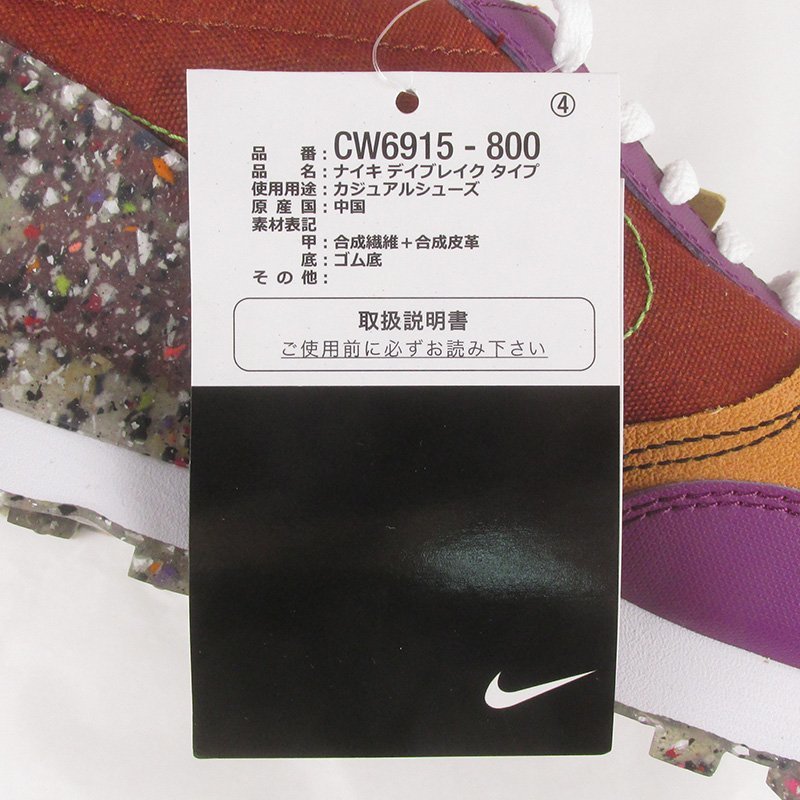 ④
品番：CW6915 - 800
品名：ナイキ デイブレイク タイプ
使用用途：カジュアルシューズ
原産国：中国
素材表記
甲：合成繊維＋合成皮革
底：ゴム底
その他：
取扱説明書
ご使用前に必ずお読み下さい